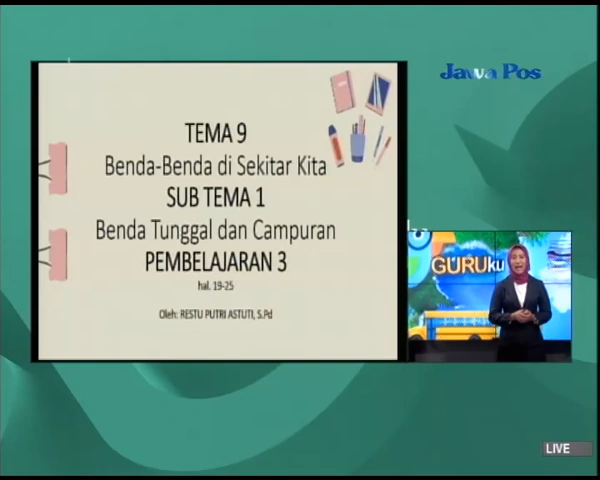 Jawa Pos
TEMA 9
Benda-Benda di Sekitar Kita
SUB TEMA 1
Benda Tunggal dan Campuran
PEMBELAJARAN 3
hal. 19-25
Oleh: RESTU PUTRI ASTUTI, S.Pd
GURUku
LIVE